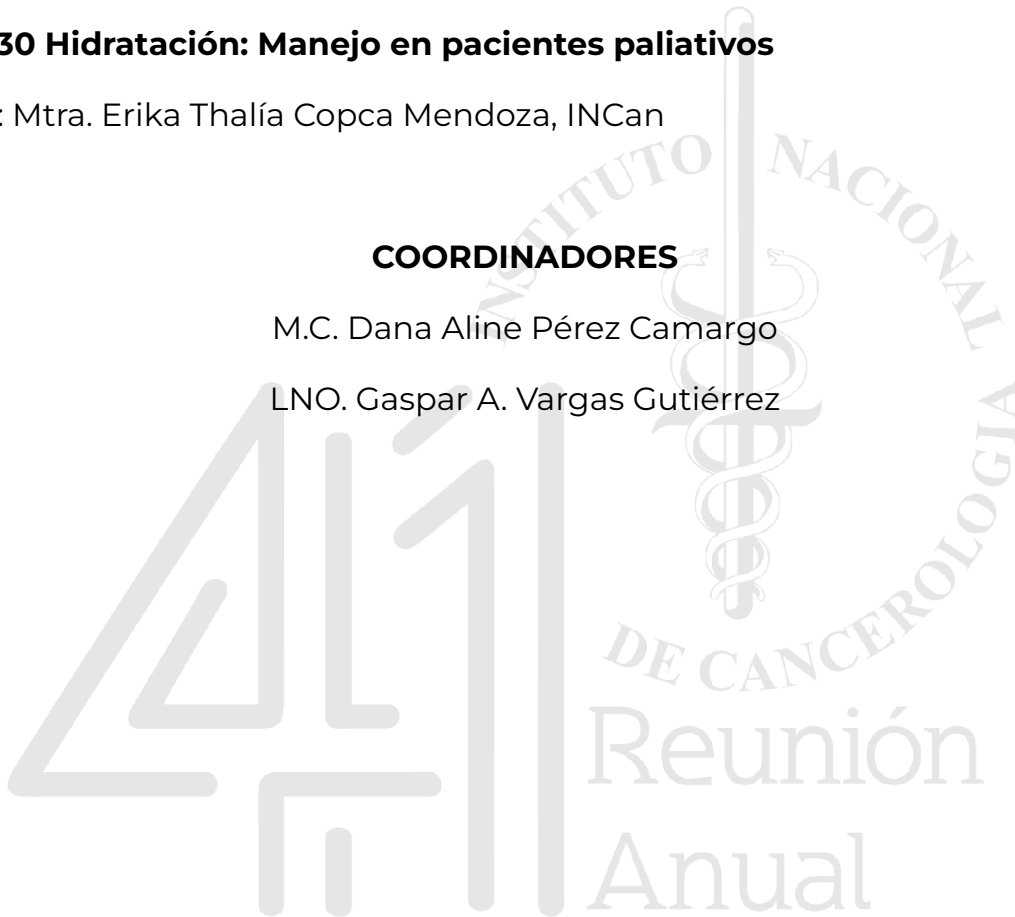 30 Hidratación: Manejo en pacientes paliativos
: Mtra. Erika Thalía Copca Mendoza, INCan
COORDINADORES
M.C. Dana Aline Pérez Camargo
LNO. Gaspar A. Vargas Gutiérrez
INSTITUTO NACIONAL
DE CANCEROLOGIA
41
Reunión
Anual